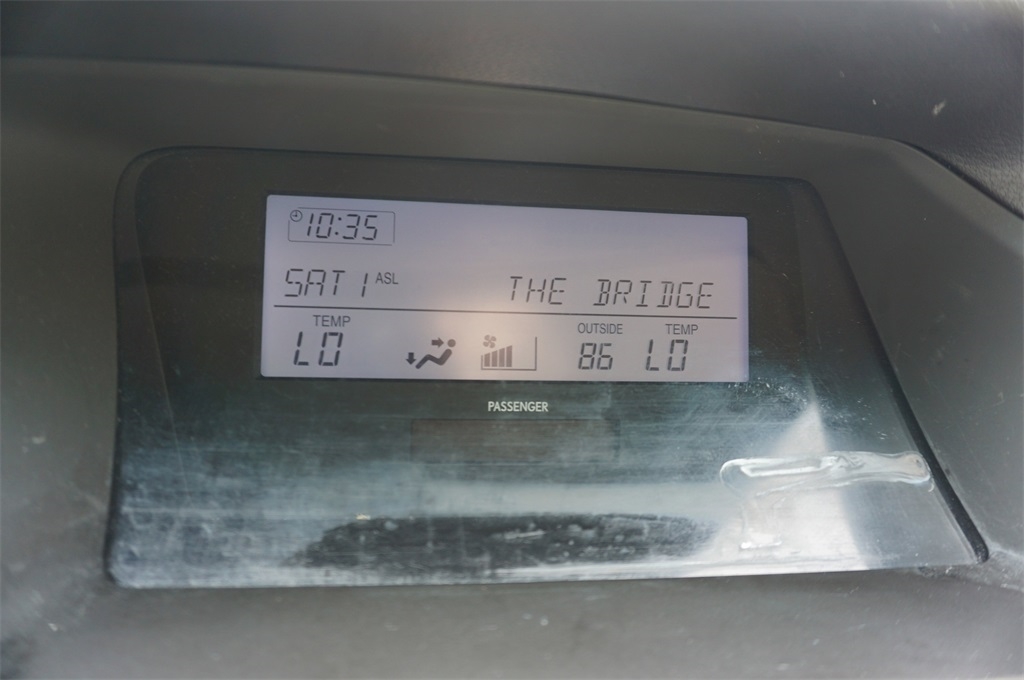 10:35
SAT 1 ASL THE BRIDGE
TEMP OUTSIDE TEMP
LO 86 LO
PASSENGER